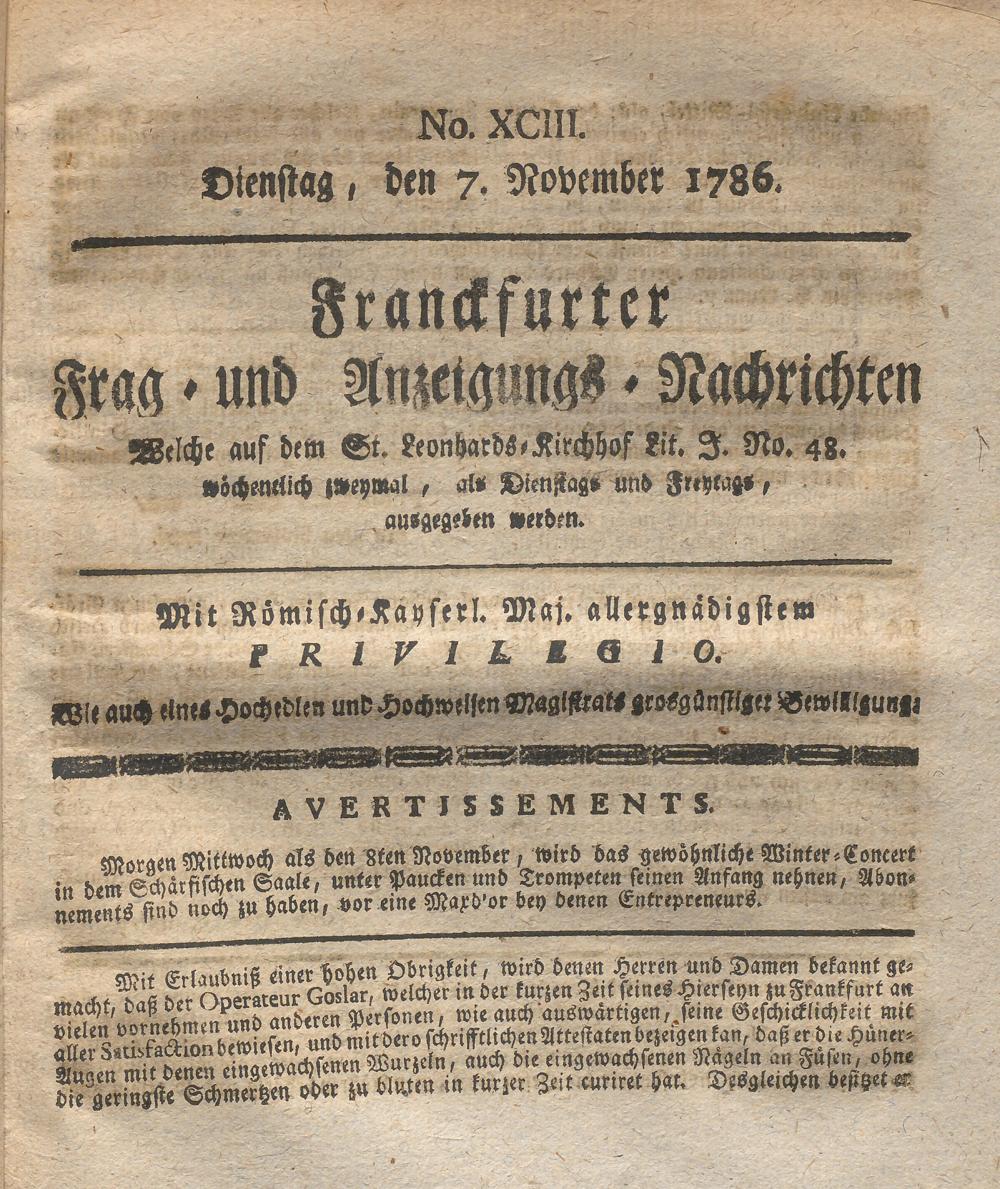 No. XCIII.
Dienstag, den 7. November 1786.
Franckfurter
Frag- und Anzeigungs-Nachrichten
Welche auf dem St. Leonhards-Kirchhof Lit. J. No. 48.
wöchentlich zweymal, als Dienstags und Freytags,
ausgegeben werden.
Mit Römisch-Kayserl. Maj. allergnädigstem
PRIVILEGIO.
Wie auch eines Hochedlen und Hochweisen Magistrats grosgünstiger Bewilligung:
AVERTISSEMENTS.
Morgen Mittwoch als den 8ten November, wird das gewöhnliche Winter-Concert
in dem Schärfischen Saale, unter Paucken und Trompeten seinen Anfang nehnen, Abon-
nements sind noch zu haben, vor eine Maxd'or bey denen Entrepreneurs.
Mit Erlaubniß einer hohen Obrigkeit, wird denen Herren und Damen bekannt ge-
macht, daß der Operateur Goslar, welcher in der kurzen Zeit seines Hierseyn zu Frankfurt an
vielen vornehmen und anderen Personen, wie auch auswärtigen, seine Geschicklichkeit mit
aller Satisfaction bewiesen, und mit dero schrifftlichen Attestaten bezeigen kan, daß er die Hüner-
Augen mit denen eingewachsenen Wurzeln, auch die eingewachsenen Nägeln an Füsen, ohne
die geringste Schmertzen oder zu bluten in kurzer Zeit curiret hat. Desgleichen besitzet er